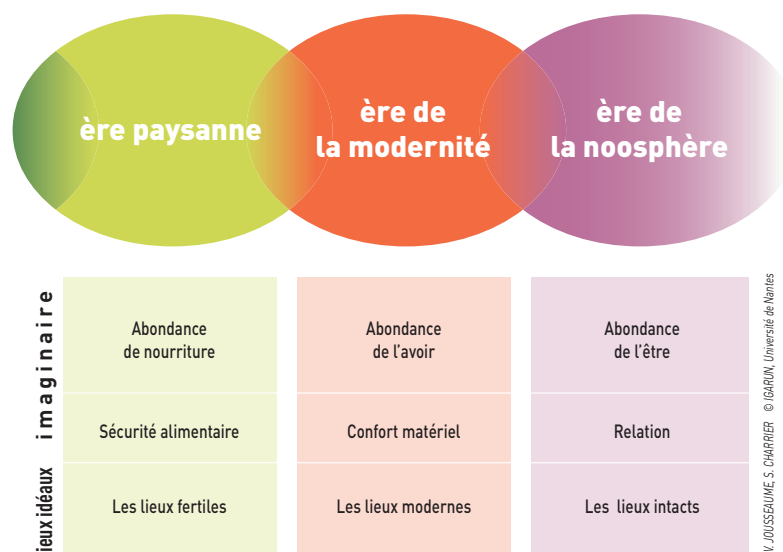 ère paysanne
ère de
la modernité
ère de
la noosphère
imaginaire
Abondance
de nourriture
Abondance
de l'avoir
Abondance
de l'être
Sécurité alimentaire
Confort matériel
Relation
ieux idéaux
Les lieux fertiles
Les lieux modernes
Les lieux intacts
V. JOUSSEAUME, S. CHARRIER © IGARUN, Université de Nantes